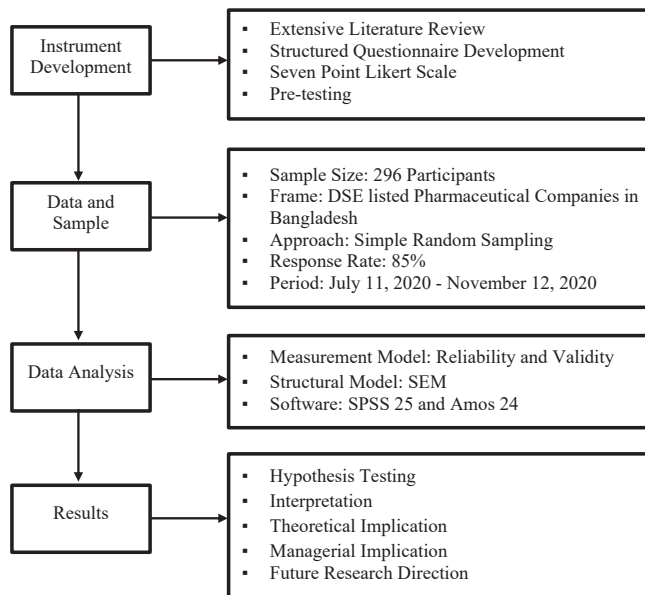 Instrument
Development
▪ Extensive Literature Review
▪ Structured Questionnaire Development
▪ Seven Point Likert Scale
▪ Pre-testing
Data and
Sample
▪ Sample Size: 296 Participants
▪ Frame: DSE listed Pharmaceutical Companies in
Bangladesh
▪ Approach: Simple Random Sampling
▪ Response Rate: 85%
▪ Period: July 11, 2020 - November 12, 2020
Data Analysis
▪ Measurement Model: Reliability and Validity
▪ Structural Model: SEM
▪ Software: SPSS 25 and Amos 24
Results
▪ Hypothesis Testing
▪ Interpretation
▪ Theoretical Implication
▪ Managerial Implication
▪ Future Research Direction